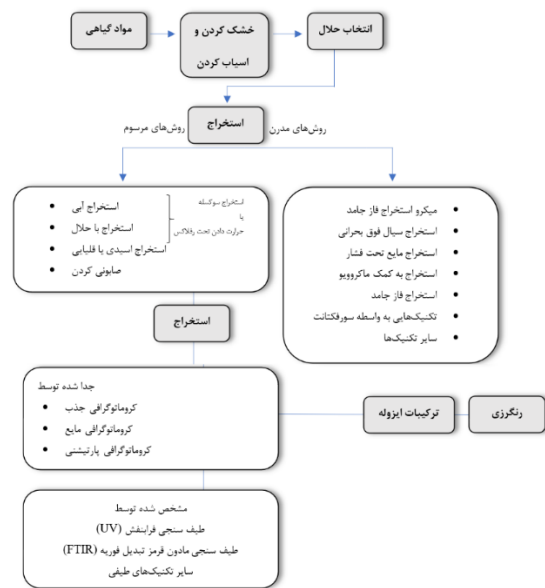 مواد گیاهی
خشک کردن و
اسیاب کردن
انتخاب حلال
استخراج
روش‌های مدرن
روش‌های مرسوم
استخراج آبی
استخراج با حلال
استخراج اسیدی یا قلیایی
صابونی کردن
استخراج سوکسله
یا
حرارت دادن تحت رفلاکس
میکرو استخراج فاز جامد
استخراج سیال فوق بحرانی
استخراج مایع تحت فشار
استخراج به کمک ماکروویو
استخراج فاز جامد
تکنیک‌هایی به واسطه سورفکتانت
سایر تکنیک‌ها
استخراج
جدا شده توسط
کروماتوگرافی جذب
کروماتوگرافی مایع
کروماتوگرافی پارتیشنی
ترکیبات ایزوله
رنگرزی
مشخص شده توسط
طیف سنجی فرابنفش (UV)
طیف سنجی مادون قرمز تبدیل فوریه (FTIR)
سایر تکنیک‌های طیفی